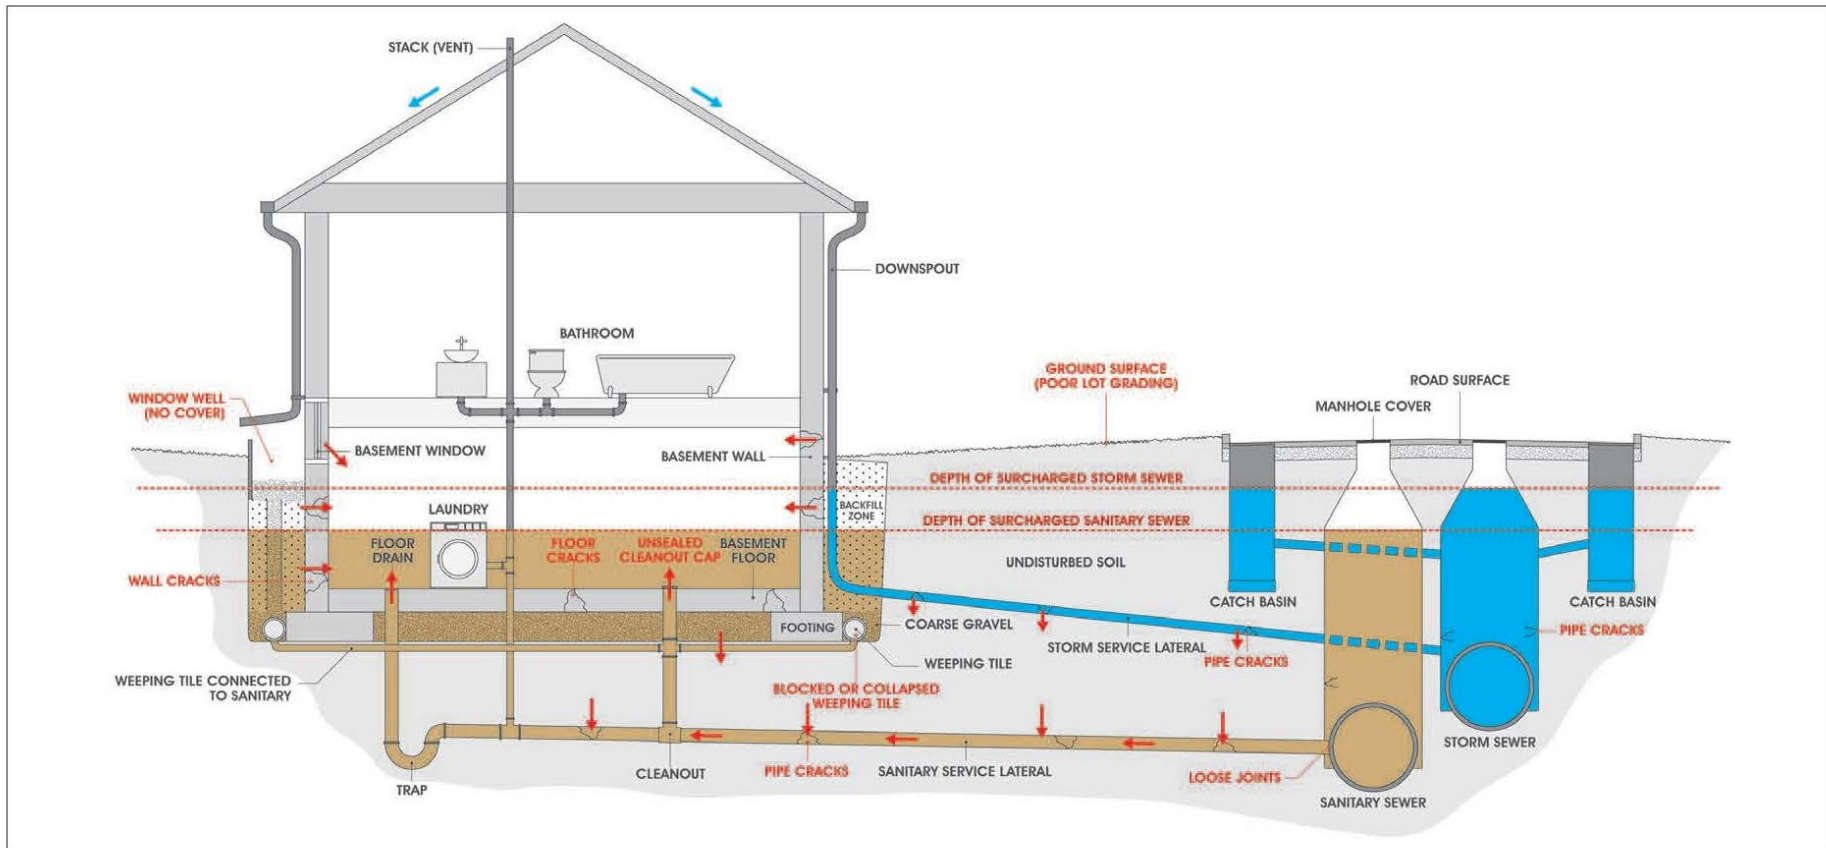 STACK (VENT)
DOWNSPOUT
BATHROOM
WINDOW WELL
(NO COVER)
GROUND SURFACE
(POOR LOT GRADING)
ROAD SURFACE
MANHOLE COVER
BASEMENT WINDOW
BASEMENT WALL
DEPTH OF SURCHARGED STORM SEWER
BACKFILL
ZONE
LAUNDRY
DEPTH OF SURCHARGED SANITARY SEWER
FLOOR
DRAIN
FLOOR
CRACKS
UNSEALED
CLEANOUT CAP
BASEMENT
FLOOR
UNDISTURBED SOIL
WALL CRACKS
CATCH BASIN
CATCH BASIN
FOOTING
COARSE GRAVEL
STORM SERVICE LATERAL
PIPE CRACKS
PIPE CRACKS
WEEPING TILE
WEEPING TILE CONNECTED
TO SANITARY
BLOCKED OR COLLAPSED
WEEPING TILE
STORM SEWER
TRAP
CLEANOUT
PIPE CRACKS
SANITARY SERVICE LATERAL
LOOSE JOINTS
SANITARY SEWER